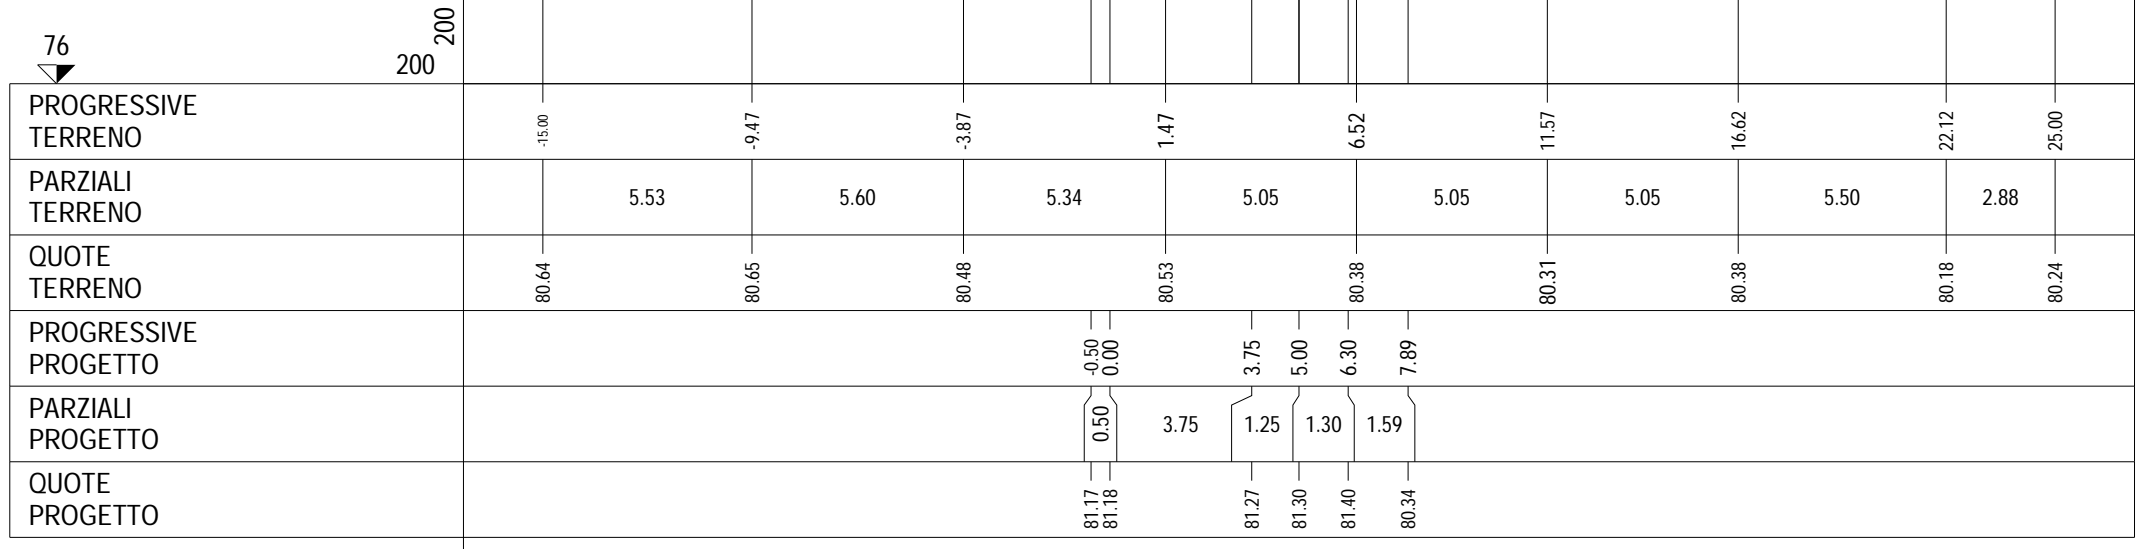 200
76
200
PROGRESSIVE
TERRENO
-15.00 -9.47 -3.87 1.47 6.52 11.57 16.62 22.12 25.00
PARZIALI
TERRENO
5.53 5.60 5.34 5.05 5.05 5.05 5.50 2.88
QUOTE
TERRENO
80.64 80.65 80.48 80.53 80.38 80.31 80.38 80.18 80.24
PROGRESSIVE
PROGETTO
-0.50 0.00 3.75 5.00 6.30 7.89
PARZIALI
PROGETTO
0.50 3.75 1.25 1.30 1.59
QUOTE
PROGETTO
81.17 81.18 81.27 81.30 81.40 80.34